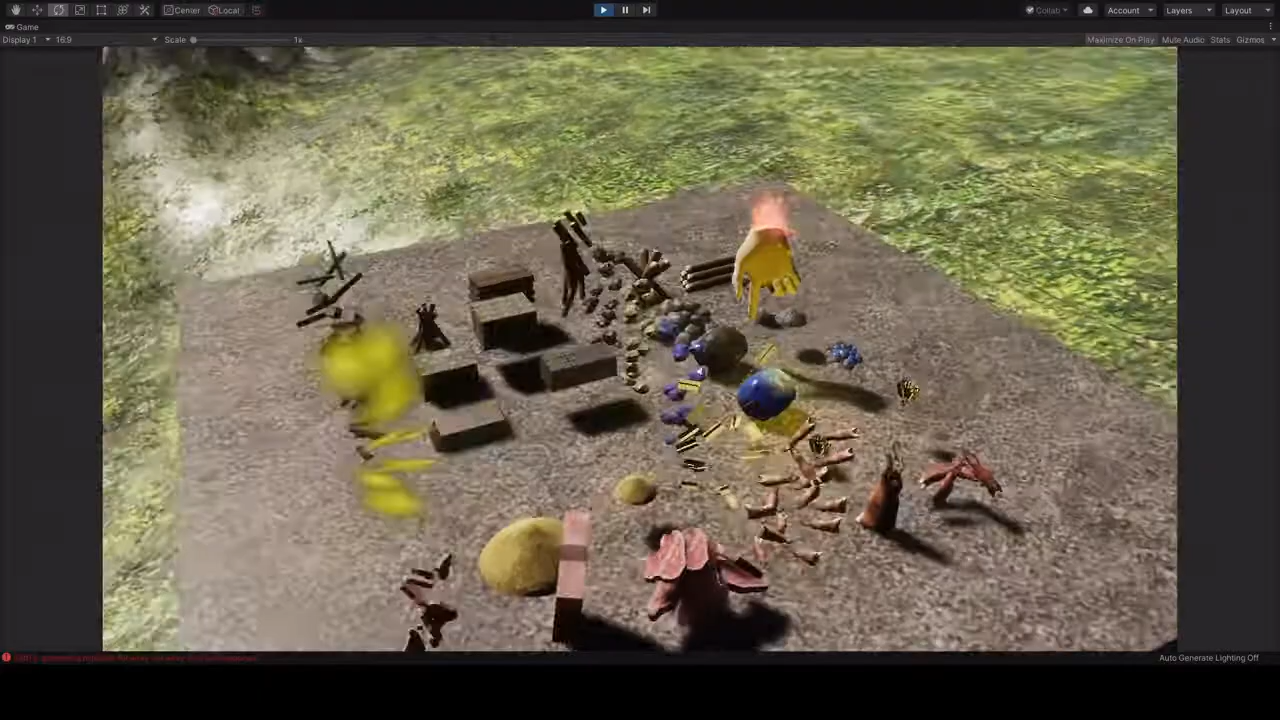 Center Local Collab Account Layers Layout
Game
Display 1 16:9 Scale 1x Maximize On Play Mute Audio Stats Gizmos
Auto Generate Lighting Off